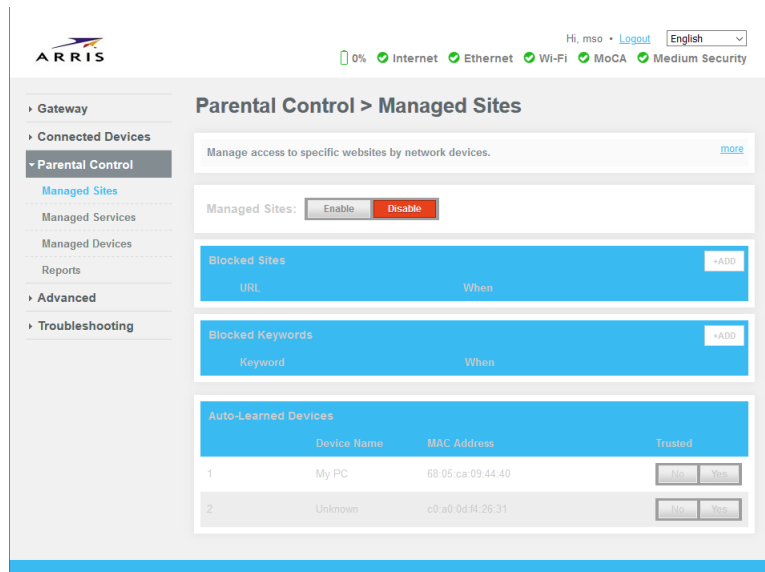 ARRIS
Hi, mso • Logout English
0% Internet Ethernet Wi-Fi MoCA Medium Security
Gateway
Connected Devices
Parental Control
Managed Sites
Managed Services
Managed Devices
Reports
Advanced
Troubleshooting
Parental Control > Managed Sites
Manage access to specific websites by network devices. more
Managed Sites: Enable Disable
Blocked Sites +ADD
URL When
Blocked Keywords +ADD
Keyword When
Auto-Learned Devices
Device Name MAC Address Trusted
1 My PC 68:05:ca:09:44:40 No Yes
2 Unknown c0:a0:0d:f4:26:31 No Yes